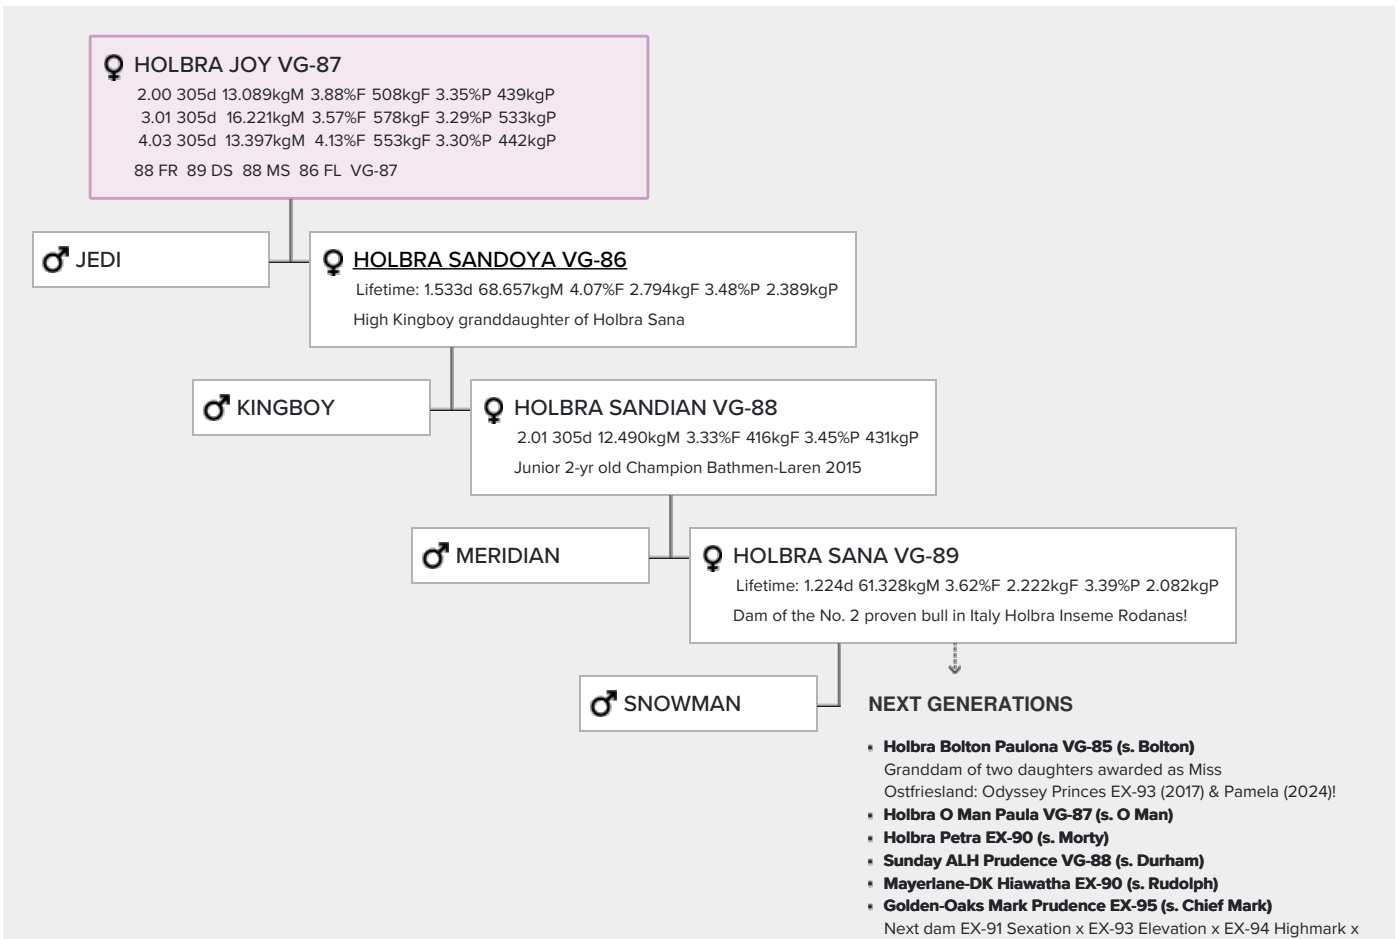 HOLBRA JOY VG-87
2.00 305d 13.089kgM 3.88%F 508kgF 3.35%P 439kgP
3.01 305d 16.221kgM 3.57%F 578kgF 3.29%P 533kgP
4.03 305d 13.397kgM 4.13%F 553kgF 3.30%P 442kgP
88 FR 89 DS 88 MS 86 FL VG-87
JEDI
HOLBRA SANDOYA VG-86
Lifetime: 1.533d 68.657kgM 4.07%F 2.794kgF 3.48%P 2.389kgP
High Kingboy granddaughter of Holbra Sana
KINGBOY
HOLBRA SANDIAN VG-88
2.01 305d 12.490kgM 3.33%F 416kgF 3.45%P 431kgP
Junior 2-yr old Champion Bathmen-Laren 2015
MERIDIAN
HOLBRA SANA VG-89
Lifetime: 1.224d 61.328kgM 3.62%F 2.222kgF 3.39%P 2.082kgP
Dam of the No. 2 proven bull in Italy Holbra Inseme Rodanas!
SNOWMAN
NEXT GENERATIONS
▪ Holbra Bolton Paulona VG-85 (s. Bolton)
Granddam of two daughters awarded as Miss
Ostfriesland: Odyssey Princes EX-93 (2017) & Pamela (2024)!
▪ Holbra O Man Paula VG-87 (s. O Man)
▪ Holbra Petra EX-90 (s. Morty)
▪ Sunday ALH Prudence VG-88 (s. Durham)
▪ Mayerlane-DK Hiawatha EX-90 (s. Rudolph)
▪ Golden-Oaks Mark Prudence EX-95 (s. Chief Mark)
Next dam EX-91 Sexation x EX-93 Elevation x EX-94 Highmark x